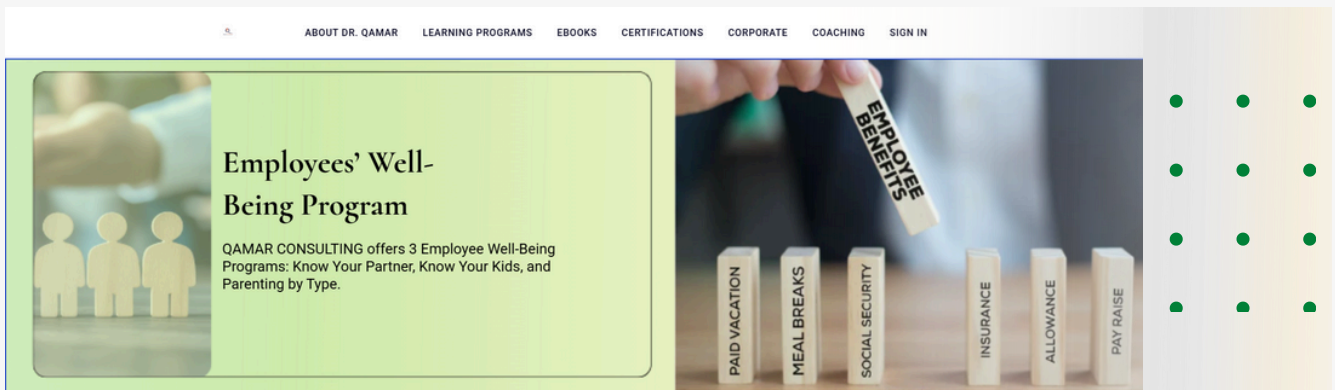 ABOUT DR. QAMAR LEARNING PROGRAMS EBOOKS CERTIFICATIONS CORPORATE COACHING SIGN IN
Employees’ Well-
Being Program
QAMAR CONSULTING offers 3 Employee Well-Being
Programs: Know Your Partner, Know Your Kids, and
Parenting by Type.
EMPLOYEE
BENEFITS
PAID VACATION
MEAL BREAKS
SOCIAL SECURITY
INSURANCE
ALLOWANCE
PAY RAISE